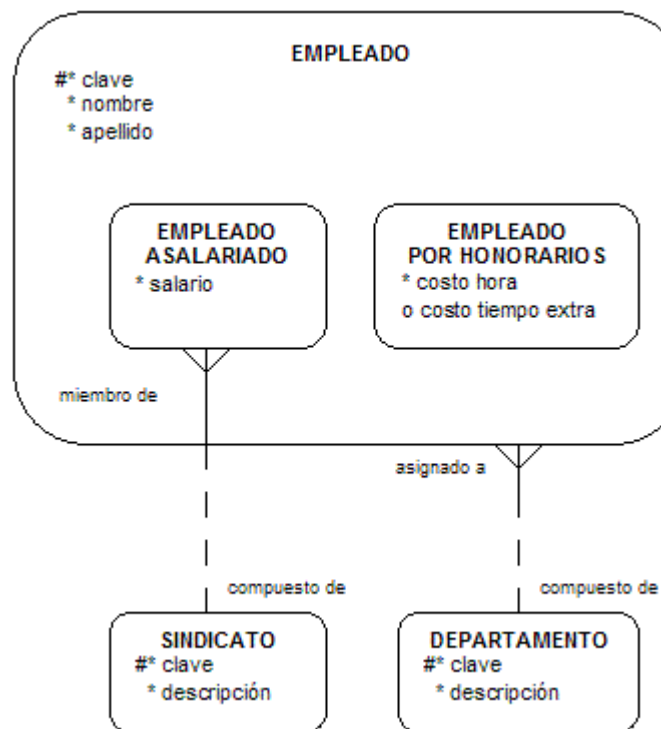 EMPLEADO
#* clave
* nombre
* apellido
EMPLEADO
ASALARIADO
* salario
EMPLEADO
POR HONORARIOS
* costo hora
o costo tiempo extra
miembro de
asignado a
compuesto de
compuesto de
SINDICATO
#* clave
* descripción
DEPARTAMENTO
#* clave
* descripción